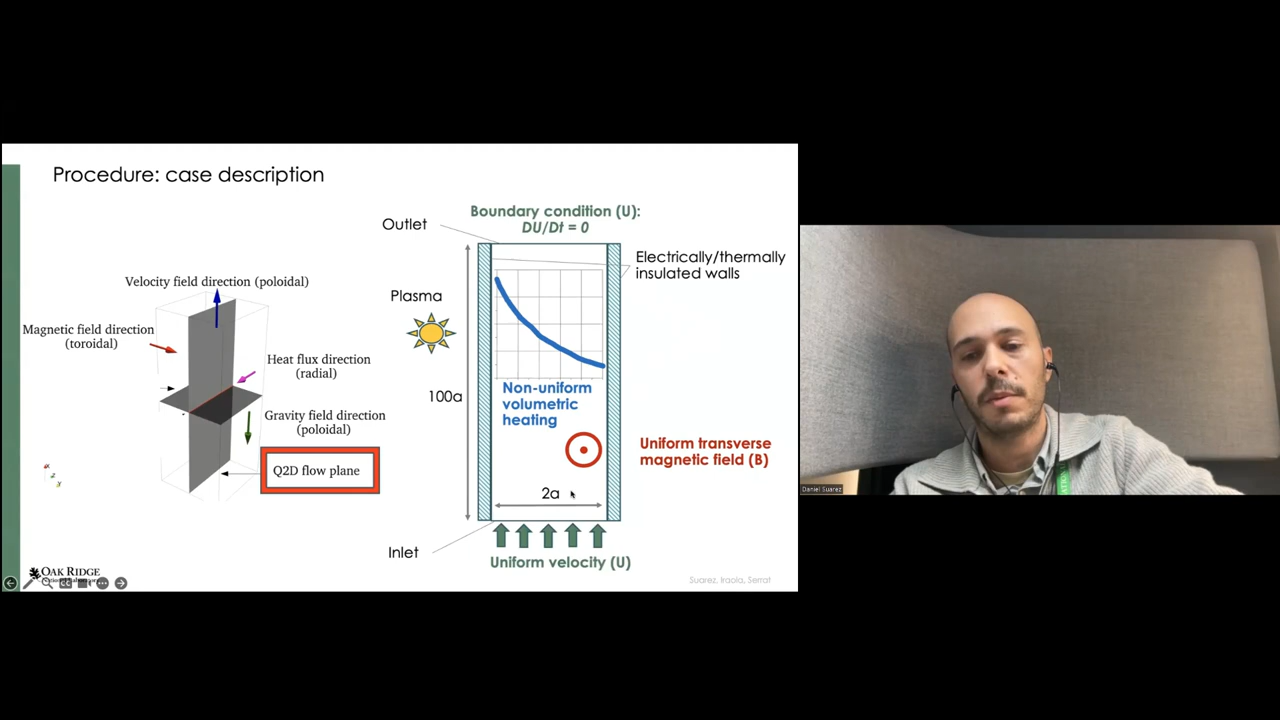 Procedure: case description
Velocity field direction (poloidal)
Magnetic field direction
(toroidal)
Heat flux direction
(radial)
Gravity field direction
(poloidal)
Q2D flow plane
Boundary condition (U):
DU/Dt = 0
Outlet
Electrically/thermally
insulated walls
Plasma
100a
Non-uniform
volumetric
heating
Uniform transverse
magnetic field (B)
2a
Inlet
Uniform velocity (U)
OAK RIDGE
Suarez, Iraola, Serrat
Daniel Suarez